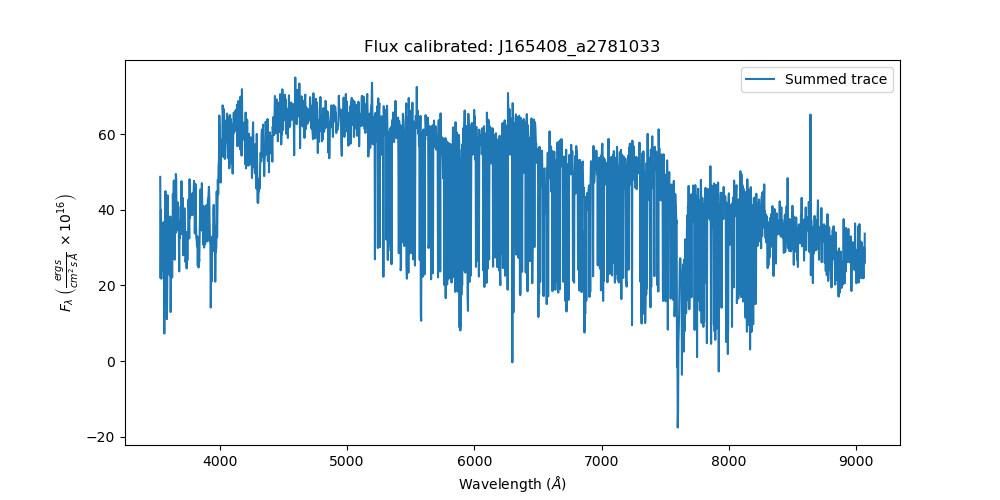 Flux calibrated: J165408_a2781033
Summed trace
60
40
20
0
−20
F_λ (ergs / cm² s Å × 10¹⁶)
4000 5000 6000 7000 8000 9000
Wavelength (Å)